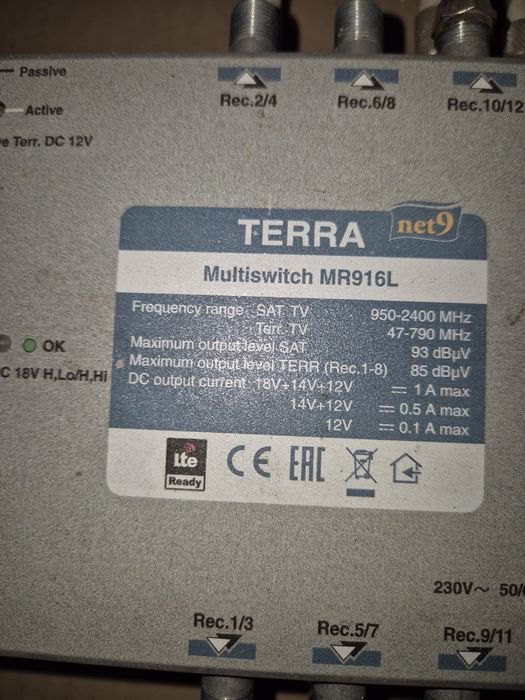 Passive
Rec.2/4
Rec.6/8
Rec.10/12
Active
Terr. DC 12V
TERRA net9
Multiswitch MR916L
Frequency range SAT TV 950-2400 MHz
Terr. TV 47-790 MHz
Maximum output level SAT 93 dBµV
Maximum output level TERR (Rec.1-8) 85 dBµV
DC output current 18V+14V+12V ⎓ 1 A max
14V+12V ⎓ 0.5 A max
12V ⎓ 0.1 A max
OK
18V H,Lo/H,Hi
lte
Ready
CE EAC
230V~
Rec.1/3
Rec.5/7
Rec.9/11